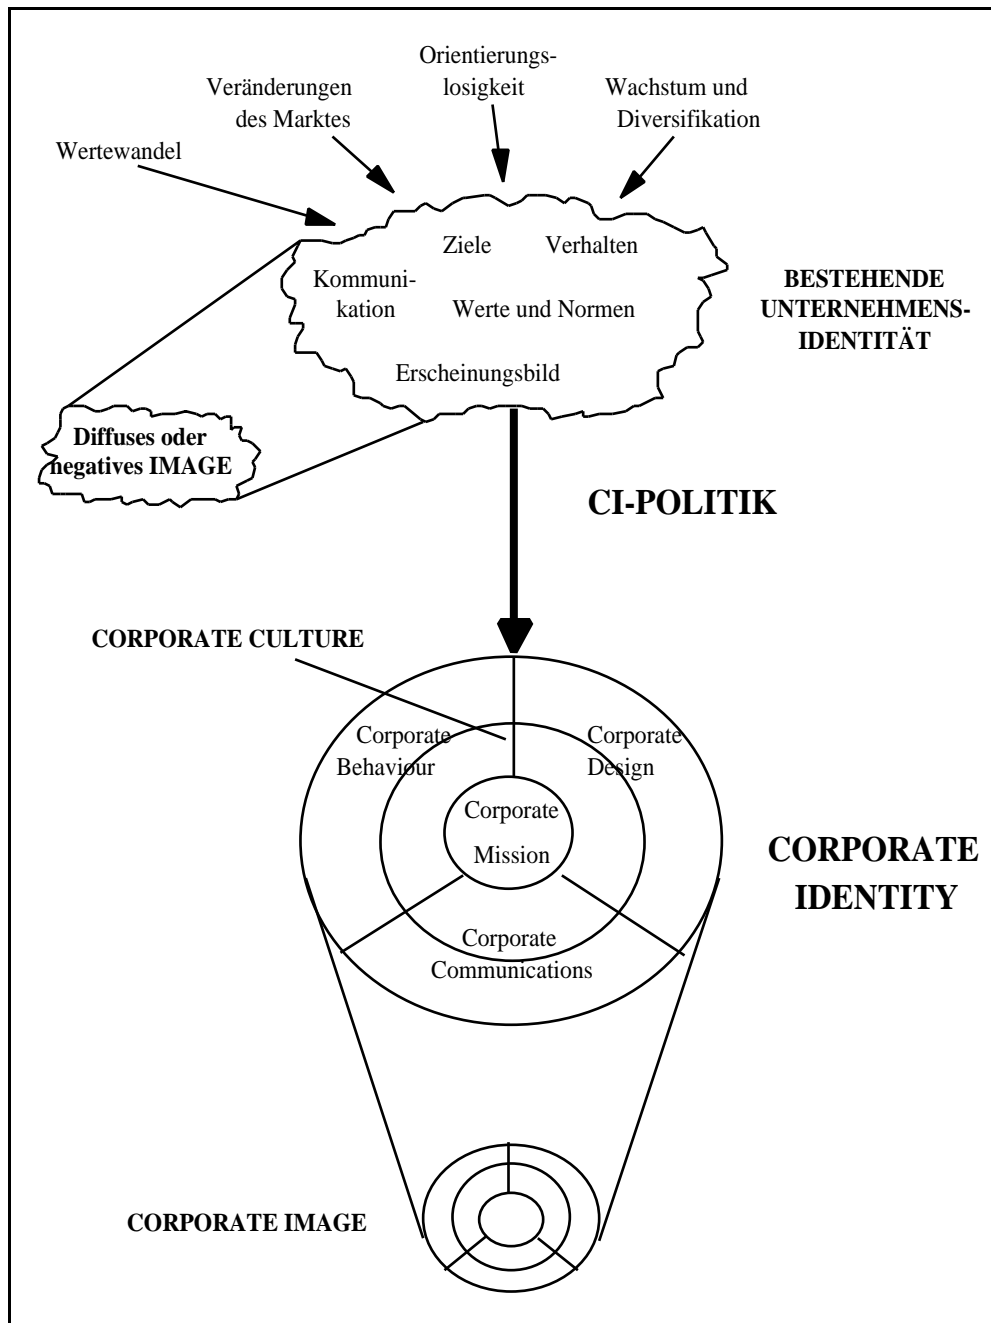 Orientierungs-
losigkeit
Veränderungen
des Marktes
Wachstum und
Diversifikation
Wertewandel
Ziele
Verhalten
Kommuni-
kation
Werte und Normen
Erscheinungsbild
BESTEHENDE
UNTERNEHMENS-
IDENTITÄT
Diffuses oder
negatives IMAGE
CI-POLITIK
CORPORATE CULTURE
Corporate
Behaviour
Corporate
Design
Corporate
Mission
Corporate
Communications
CORPORATE
IDENTITY
CORPORATE IMAGE